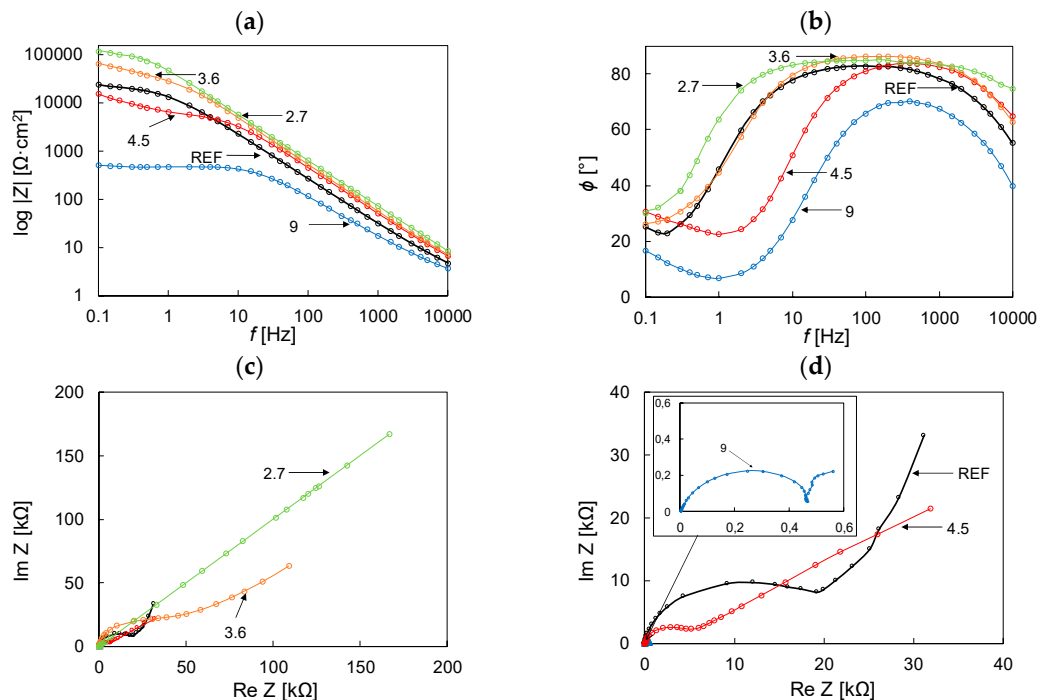 (a)
log |Z| [Ω·cm²]
100000
10000
1000
100
10
1
3.6
2.7
4.5
REF
9
0.1 1 10 100 1000 10000
f [Hz]
(b)
ϕ [°]
80
60
40
20
0
3.6
2.7
REF
4.5
9
0.1 1 10 100 1000 10000
f [Hz]
(c)
Im Z [kΩ]
200
150
100
50
0
2.7
3.6
0 50 100 150 200
Re Z [kΩ]
(d)
Im Z [kΩ]
40
30
20
10
0
0,6
0,4
0,2
0
9
0 0,2 0,4 0,6
REF
4.5
0 10 20 30 40
Re Z [kΩ]